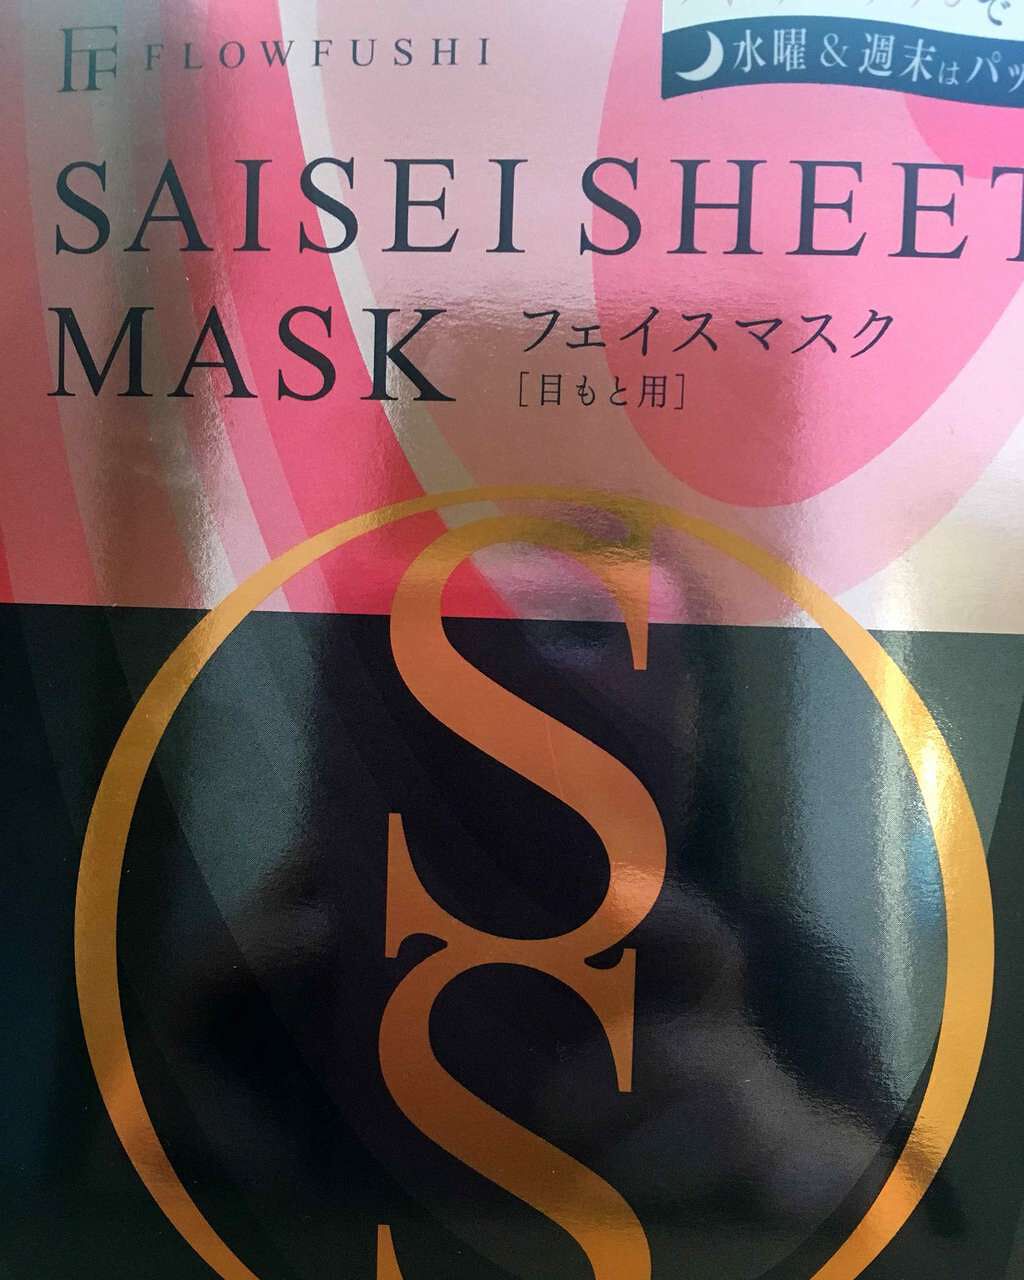 FF FLOWFUSHI
で
水曜&週末はパッ
SAISEI SHEET
MASK フェイスマスク
[目もと用]
S
S